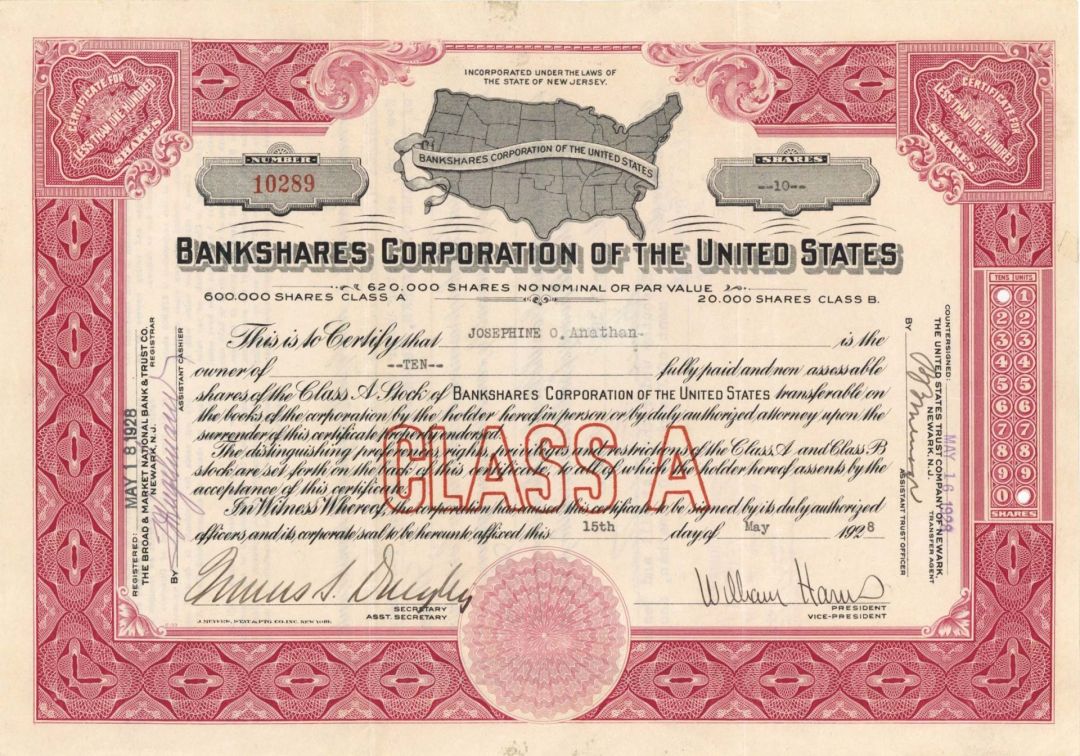 INCORPORATED UNDER THE LAWS OF
THE STATE OF NEW JERSEY.
CERTIFICATE FOR
LESS THAN ONE HUNDRED
SHARES
CERTIFICATE FOR
LESS THAN ONE HUNDRED
SHARES
BANKSHARES CORPORATION OF THE UNITED STATES
NUMBER
10289
SHARES
--10--
BANKSHARES CORPORATION OF THE UNITED STATES
620.000 SHARES NO NOMINAL OR PAR VALUE
600.000 SHARES CLASS A
20.000 SHARES CLASS B.
This is to Certify that JOSEPHINE O. Anathan- is the
owner of --TEN-- fully paid and non assessable
shares of the Class A Stock of BANKSHARES CORPORATION OF THE UNITED STATES transferable on
the books of the corporation by the holder hereof in person or by duly authorized attorney upon the
surrender of this certificate properly endorsed.
The distinguishing preferences, rights, privileges and restrictions of the Class A and Class B
stock are set forth on the back of this certificate, to all of which the holder hereof assents by the
acceptance of this certificate.
CLASS A
In Witness Whereof, the corporation has caused this certificate to be signed by its duly authorized
officers, and its corporate seal to be hereunto affixed this 15th day of May 1928
SECRETARY
ASST. SECRETARY
William Harris
PRESIDENT
VICE-PRESIDENT
REGISTERED: MAY 18 1928
THE BROAD & MARKET NATIONAL BANK & TRUST CO.
NEWARK, N.J. REGISTRAR
BY
ASSISTANT CASHIER
COUNTERSIGNED:
THE UNITED STATES TRUST COMPANY OF NEWARK
NEWARK, N.J. TRANSFER AGENT
MAY 16 1928
BY
ASSISTANT TRUST OFFICER
TENS UNITS
1
2 2
3 3
4 4
5 5
6 6
7 7
8 8
9 9
0
SHARES